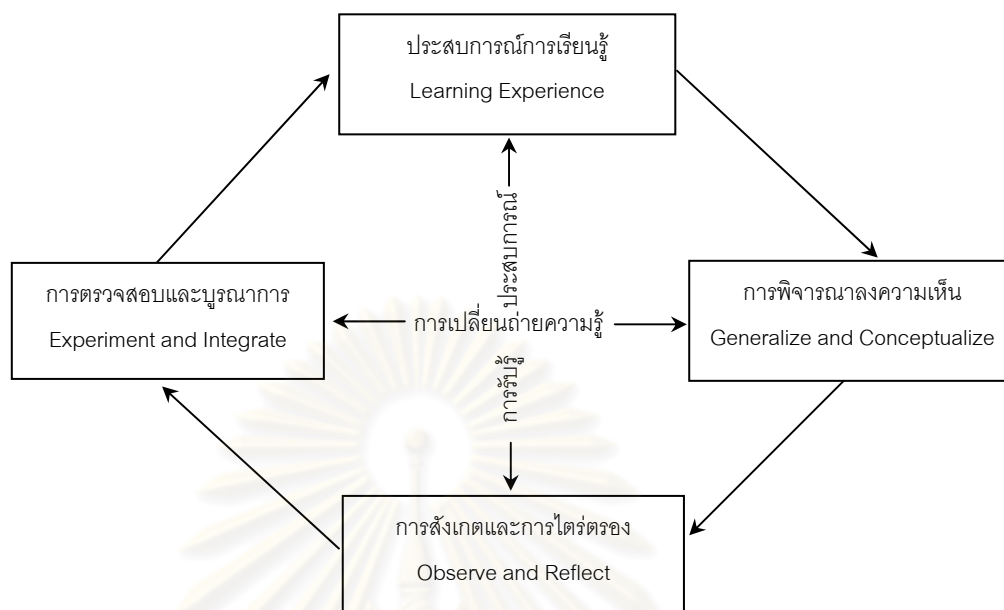 ประสบการณ์การเรียนรู้
Learning Experience
ประสบการณ์
การตรวจสอบและบูรณาการ
Experiment and Integrate
การเปลี่ยนถ่ายความรู้
การพิจารณาลงความเห็น
Generalize and Conceptualize
การรับรู้
การสังเกตและการไตร่ตรอง
Observe and Reflect